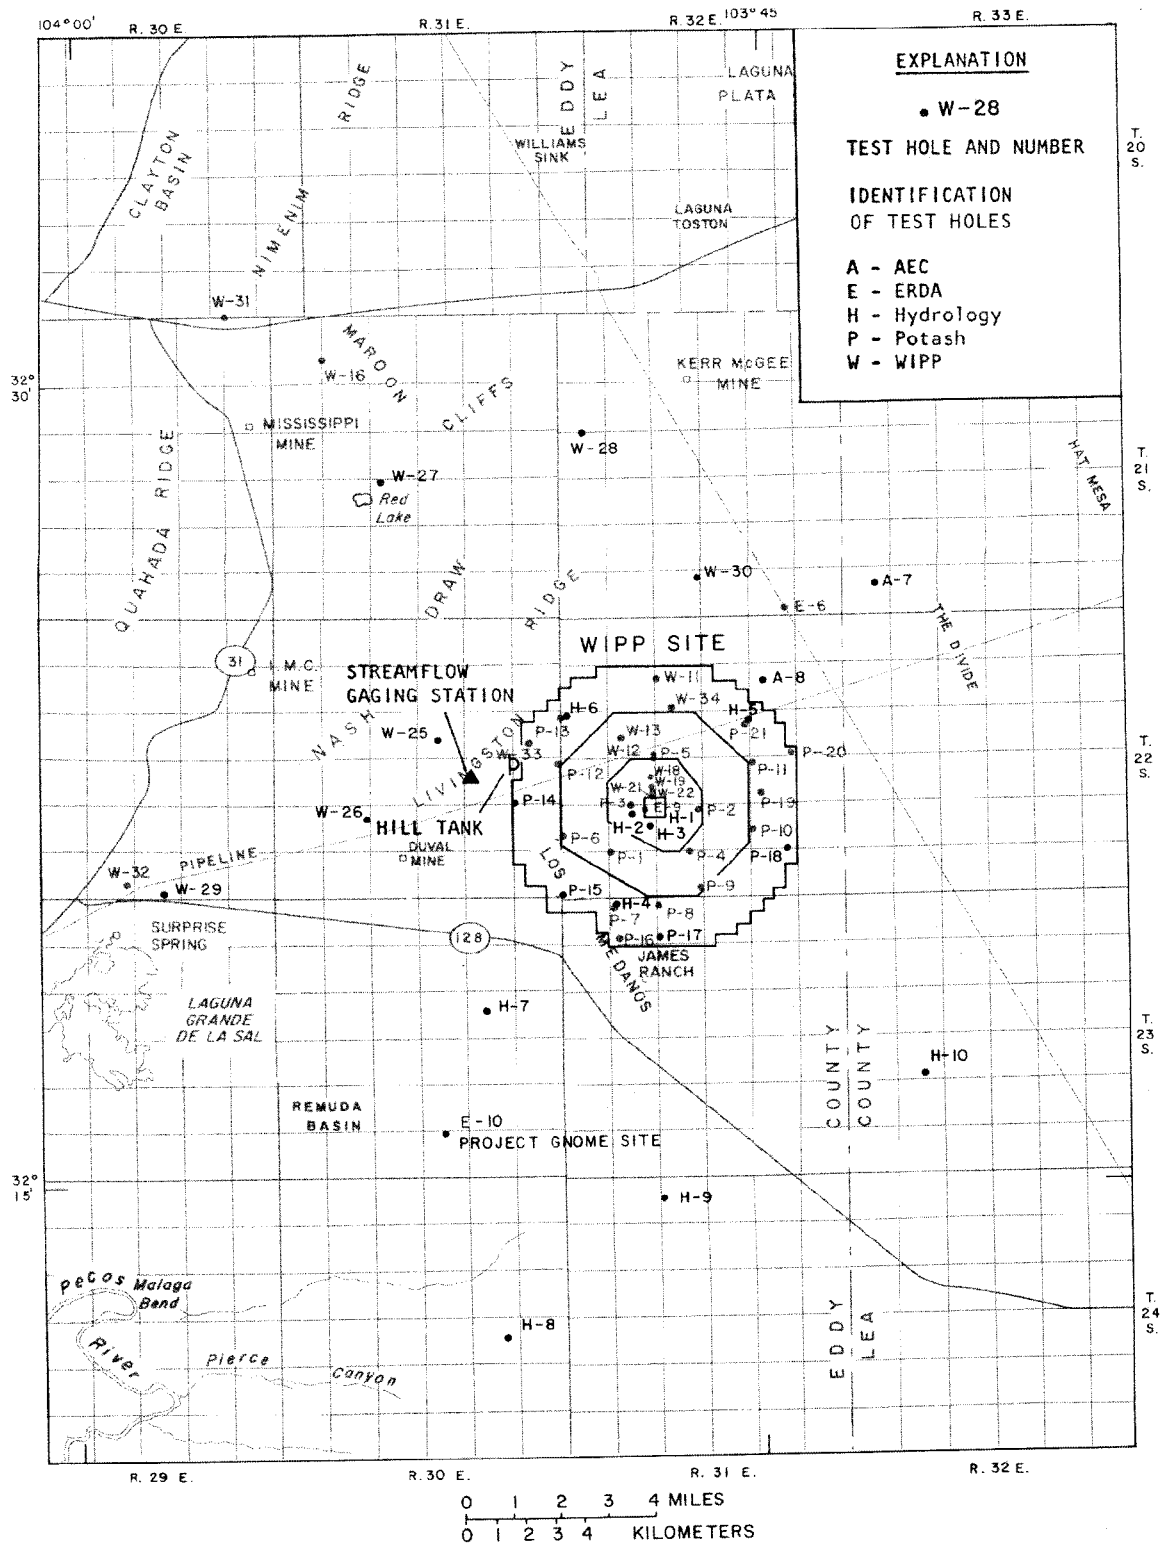 104°00'
R. 30 E
R. 31 E.
R. 32 E.
103°45
R. 33 E.
EXPLANATION
W-28
TEST HOLE AND NUMBER
IDENTIFICATION
OF TEST HOLES
A - AEC
E - ERDA
H - Hydrology
P - Potash
W - WIPP
T.
20
S.
RIDGE
NIMENIM
CLAYTON
BASIN
EDDY
LEA
LAGUNA
PLATA
WILLIAMS
SINK
LAGUNA
TOSTON
W-31
MAROON
CLIFFS
W-16
KERR McGEE
MINE
32°
30'
MISSISSIPPI
MINE
W-28
W-27
Red
Lake
HAT MESA
T.
21
S.
QUAHADA RIDGE
DRAW
RIDGE
W-30
A-7
E-6
THE DIVIDE
WIPP SITE
31
I.M.C.
MINE
STREAMFLOW
GAGING STATION
W-11
A-8
W-34
H-6
H-5
NASH
W-25
P-13
W-13
P-21
LIVINGSTON
W-33
W-12
P-5
P-20
T.
22
S.
P-12
W-18
P-11
W-21
W-19
W-22
P-14
P-3
E-9
P-2
P-19
W-26
HILL TANK
H-1
H-2
H-3
P-10
P-6
DUVAL
MINE
P-1
P-4
P-18
LOS
PIPELINE
W-32
W-29
P-15
P-9
H-4
P-8
P-7
SURPRISE
SPRING
128
P-16
P-17
MEDANOS
JAMES
RANCH
LAGUNA
GRANDE
DE LA SAL
H-7
COUNTY
COUNTY
T.
23
S.
H-10
REMUDA
BASIN
E-10
PROJECT GNOME SITE
32°
15'
H-9
Pecos
River
Malaga
Bend
H-8
Pierce
Canyon
EDDY
LEA
T.
24
S.
R. 29 E.
R. 30 E.
R. 31 E.
R. 32 E.
0 1 2 3 4 MILES
0 1 2 3 4 KILOMETERS